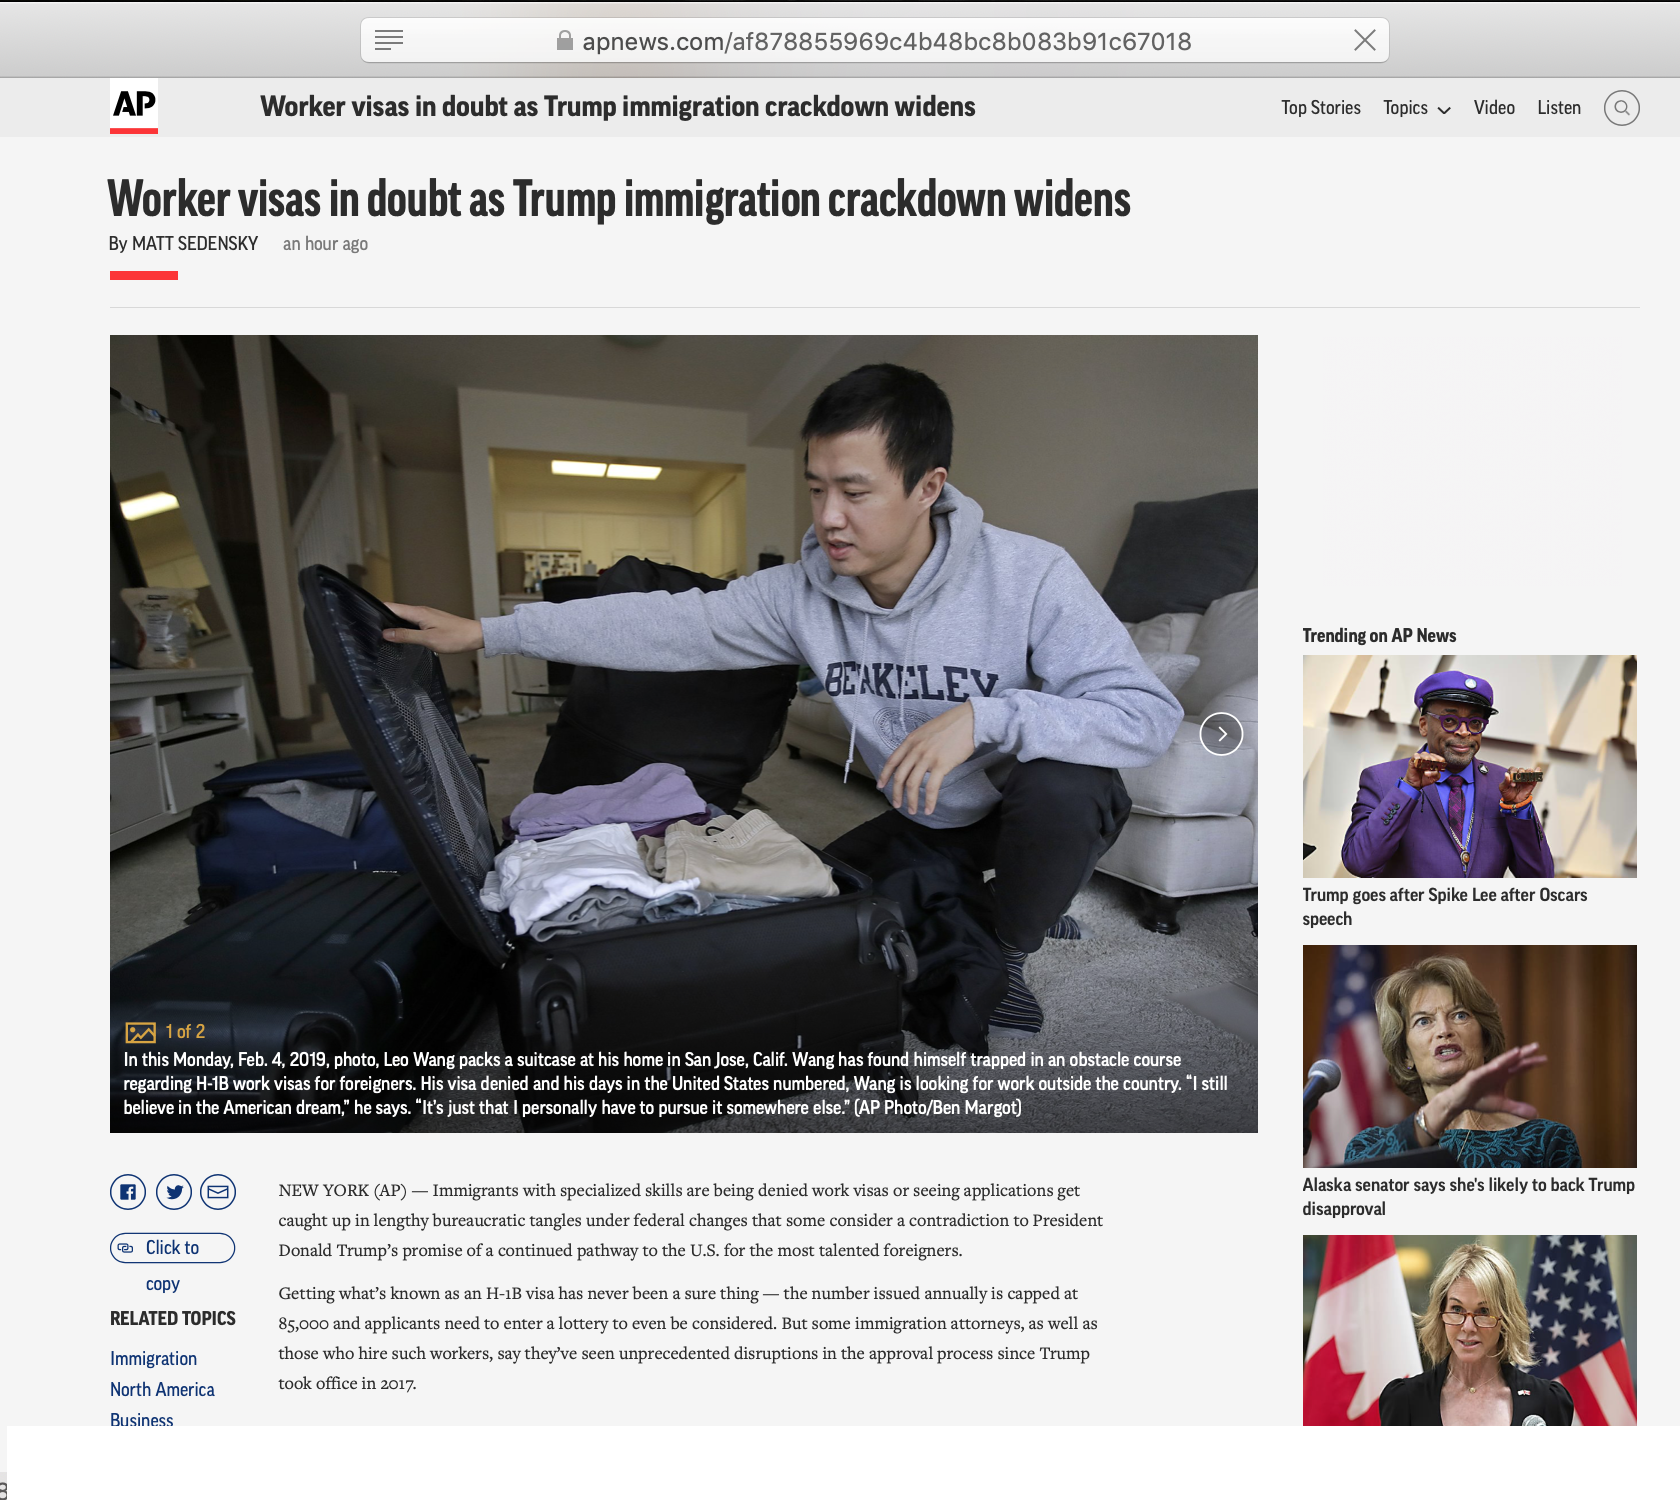 apnews.com/af878855969c4b48bc8b083b91c67018
AP
Worker visas in doubt as Trump immigration crackdown widens
Top Stories
Topics
Video
Listen
Worker visas in doubt as Trump immigration crackdown widens
By MATT SEDENSKY an hour ago
BERKELEY
1 of 2
In this Monday, Feb. 4, 2019, photo, Leo Wang packs a suitcase at his home in San Jose, Calif. Wang has found himself trapped in an obstacle course
regarding H-1B work visas for foreigners. His visa denied and his days in the United States numbered, Wang is looking for work outside the country. “I still
believe in the American dream,” he says. “It’s just that I personally have to pursue it somewhere else.” (AP Photo/Ben Margot)
Click to
copy
RELATED TOPICS
Immigration
North America
Business
NEW YORK (AP) — Immigrants with specialized skills are being denied work visas or seeing applications get
caught up in lengthy bureaucratic tangles under federal changes that some consider a contradiction to President
Donald Trump’s promise of a continued pathway to the U.S. for the most talented foreigners.
Getting what’s known as an H-1B visa has never been a sure thing — the number issued annually is capped at
85,000 and applicants need to enter a lottery to even be considered. But some immigration attorneys, as well as
those who hire such workers, say they’ve seen unprecedented disruptions in the approval process since Trump
took office in 2017.
Trending on AP News
Trump goes after Spike Lee after Oscars
speech
Alaska senator says she's likely to back Trump
disapproval